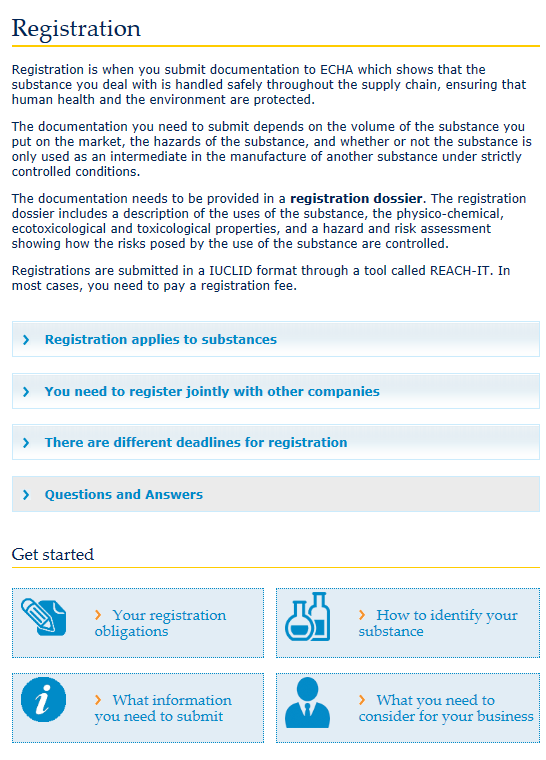 Registration
Registration is when you submit documentation to ECHA which shows that the
substance you deal with is handled safely throughout the supply chain, ensuring that
human health and the environment are protected.
The documentation you need to submit depends on the volume of the substance you
put on the market, the hazards of the substance, and whether or not the substance is
only used as an intermediate in the manufacture of another substance under strictly
controlled conditions.
The documentation needs to be provided in a registration dossier. The registration
dossier includes a description of the uses of the substance, the physico-chemical,
ecotoxicological and toxicological properties, and a hazard and risk assessment
showing how the risks posed by the use of the substance are controlled.
Registrations are submitted in a IUCLID format through a tool called REACH-IT. In
most cases, you need to pay a registration fee.
Registration applies to substances
You need to register jointly with other companies
There are different deadlines for registration
Questions and Answers
Get started
Your registration
obligations
How to identify your
substance
What information
you need to submit
What you need to
consider for your business